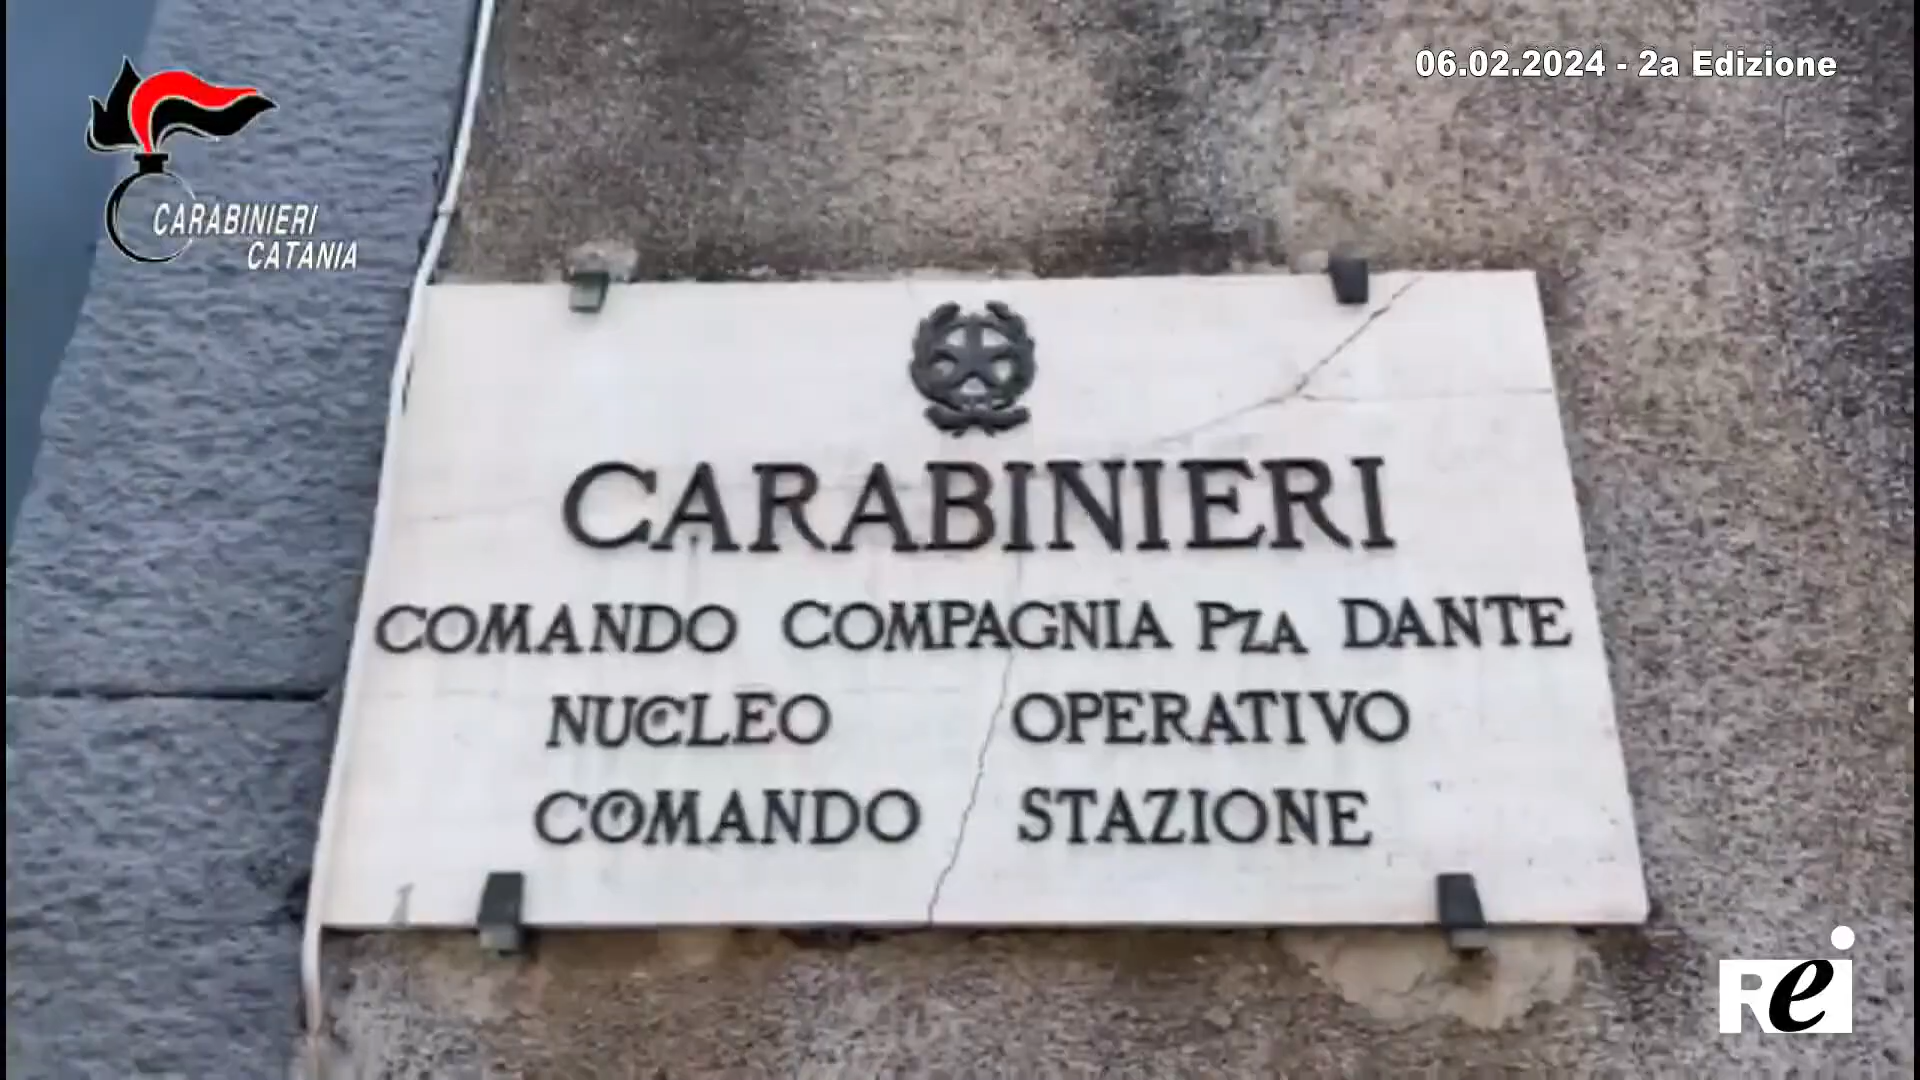 06.02.2024 - 2a Edizione
CARABINIERI
CATANIA
CARABINIERI
COMANDO COMPAGNIA PZA DANTE
NUCLEO OPERATIVO
COMANDO STAZIONE
Rei